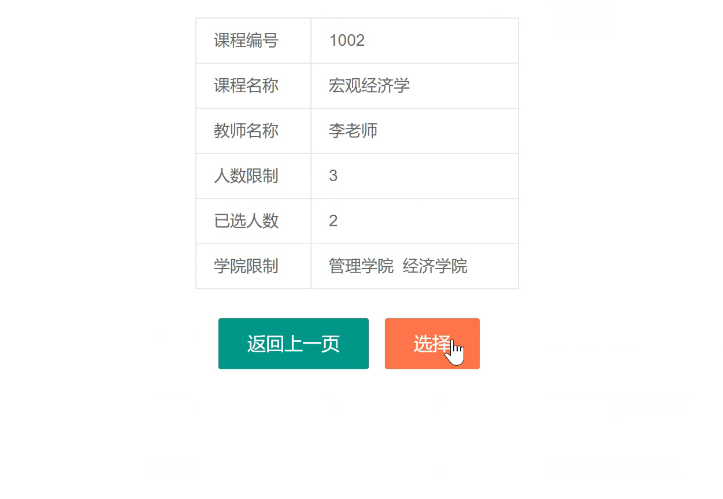 课程编号 1002
课程名称 宏观经济学
教师名称 李老师
人数限制 3
已选人数 2
学院限制 管理学院 经济学院
返回上一页 选择